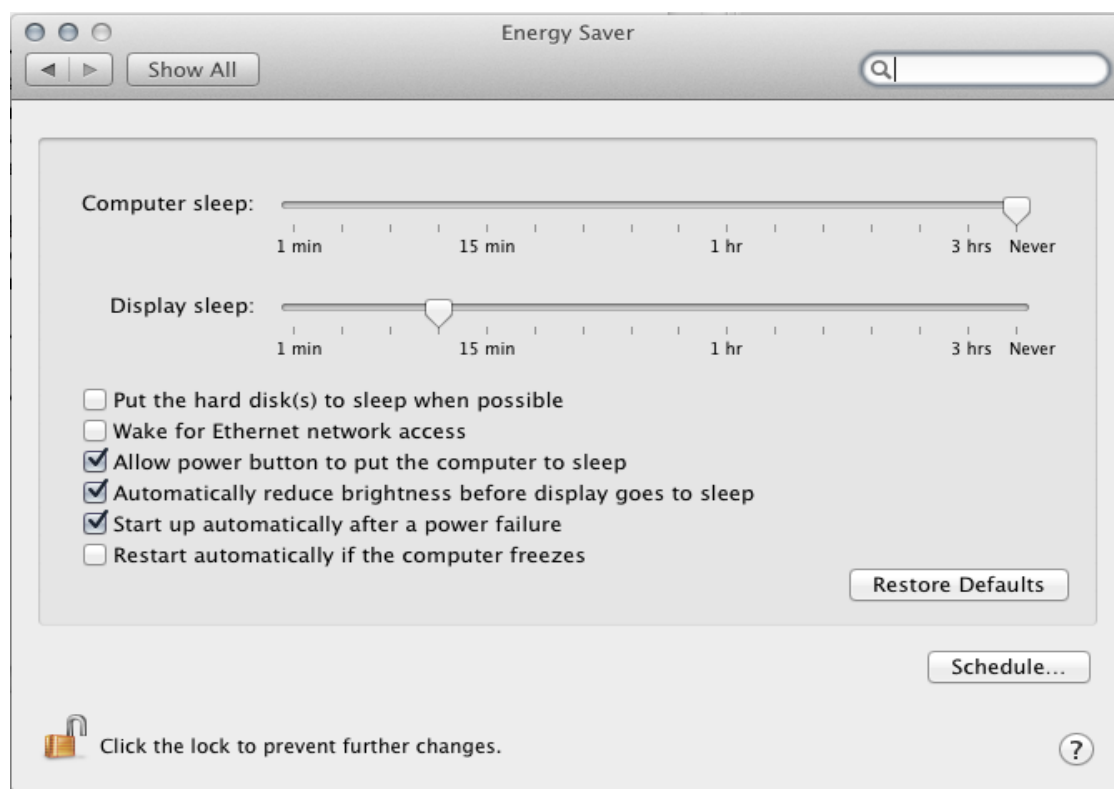 Energy Saver
Show All
Computer sleep:
1 min 15 min 1 hr 3 hrs Never
Display sleep:
1 min 15 min 1 hr 3 hrs Never
Put the hard disk(s) to sleep when possible
Wake for Ethernet network access
Allow power button to put the computer to sleep
Automatically reduce brightness before display goes to sleep
Start up automatically after a power failure
Restart automatically if the computer freezes
Restore Defaults
Schedule...
Click the lock to prevent further changes.
?